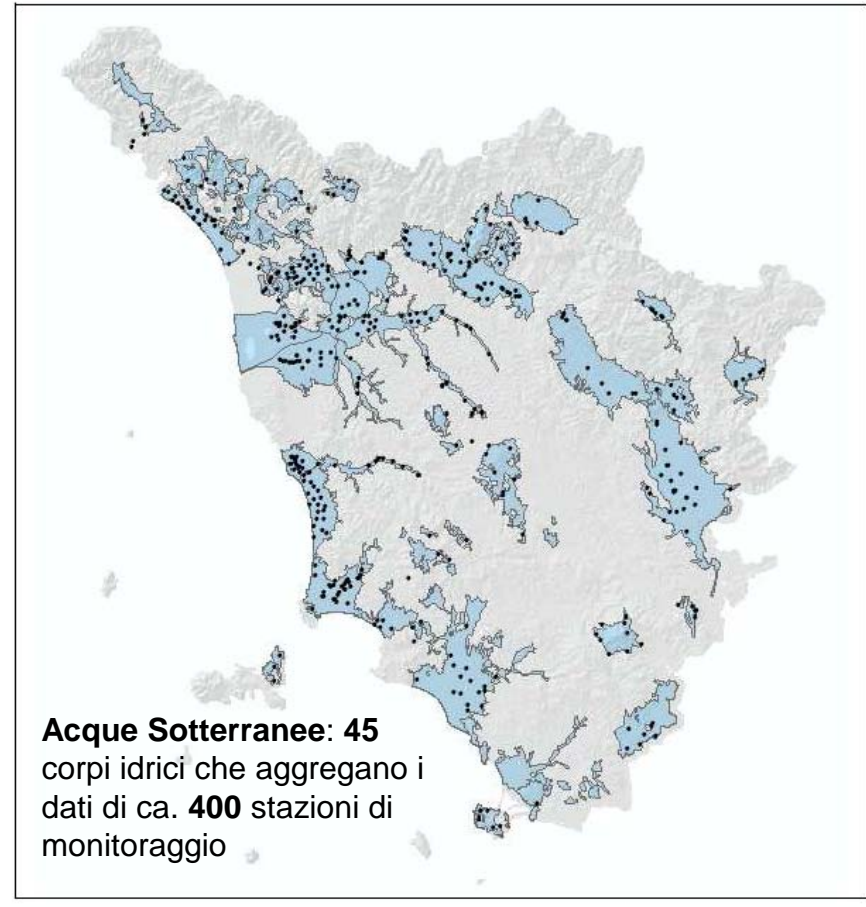 Acque Sotterranee: 45
corpi idrici che aggregano i
dati di ca. 400 stazioni di
monitoraggio